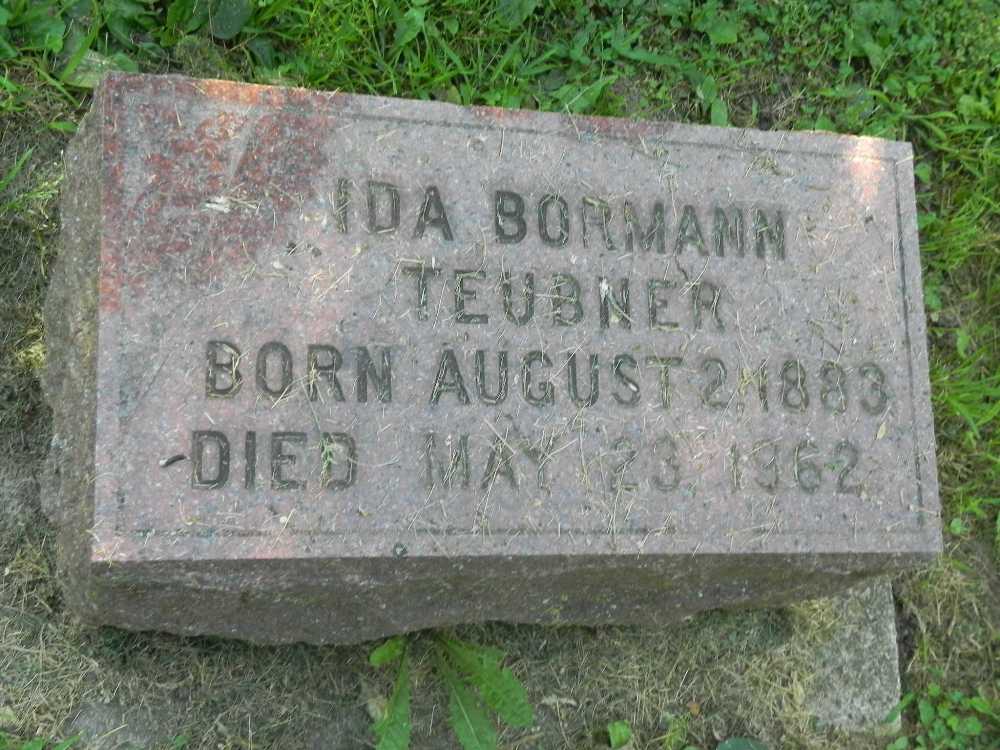 IDA BORMANN
TEUBNER
BORN AUGUST 2, 1883
DIED MAY 23 1962